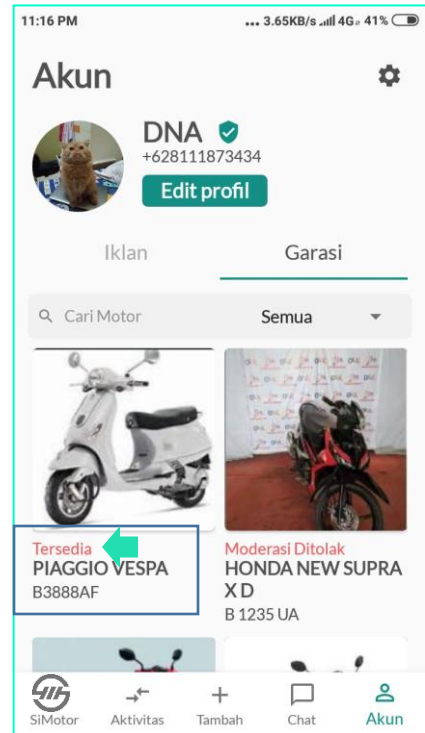 11:16 PM ... 3.65KB/s 4G 41%
Akun
DNA
+628111873434
Edit profil
Iklan Garasi
Cari Motor Semua
Tersedia Moderasi Ditolak
PIAGGIO VESPA HONDA NEW SUPRA
X D
B3888AF
B 1235 UA
SiMotor Aktivitas Tambah Chat Akun